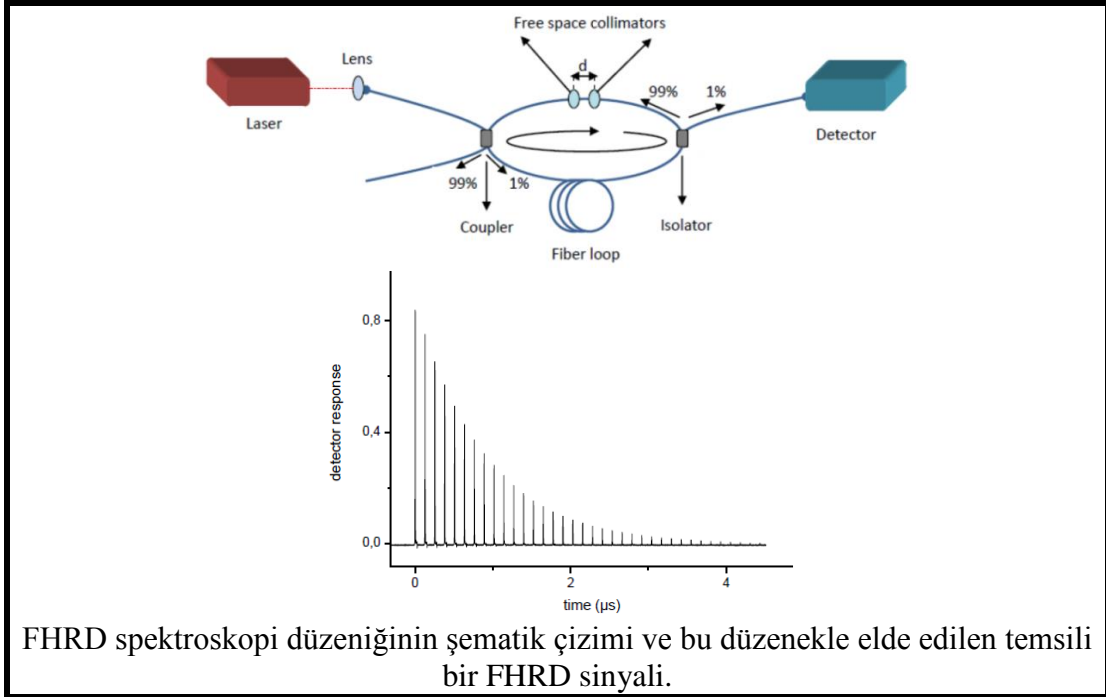 Free space collimators
Lens
d
99%
1%
Laser
Detector
99%
1%
Coupler
Isolator
Fiber loop
0,8
0,4
0,0
detector response
0
2
4
time (µs)
FHRD spektroskopi düzeniğinin şematik çizimi ve bu düzenekle elde edilen temsili
bir FHRD sinyali.